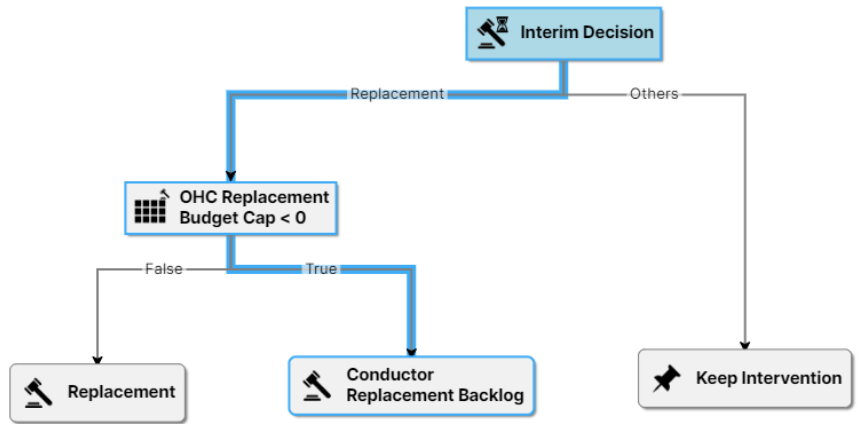 Interim Decision
Replacement
Others
OHC Replacement
Budget Cap < 0
False
True
Replacement
Conductor
Replacement Backlog
Keep Intervention